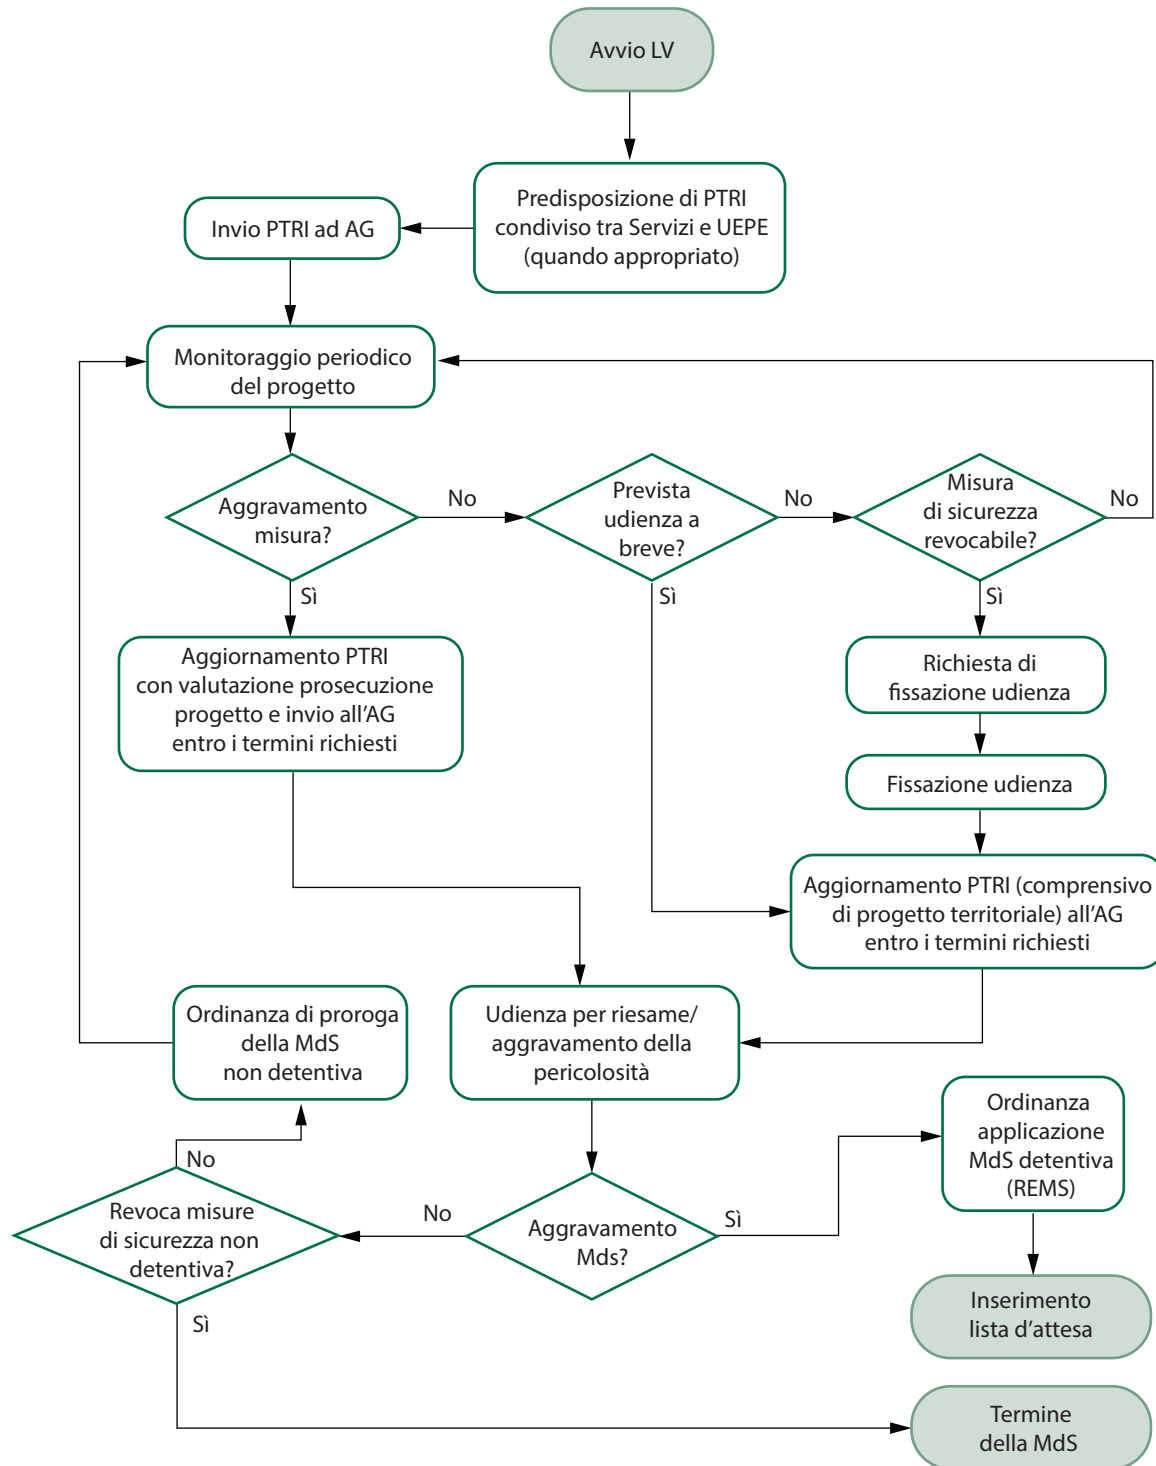 Avvio LV
Predisposizione di PTRI
condiviso tra Servizi e UEPE
(quando appropriato)
Invio PTRI ad AG
Monitoraggio periodico
del progetto
Aggravamento
misura?
No
Prevista
udienza a
breve?
No
Misura
di sicurezza
revocabile?
No
Sì
Sì
Sì
Aggiornamento PTRI
con valutazione prosecuzione
progetto e invio all'AG
entro i termini richiesti
Richiesta di
fissazione udienza
Fissazione udienza
Aggiornamento PTRI (comprensivo
di progetto territoriale) all'AG
entro i termini richiesti
Ordinanza di proroga
della MdS
non detentiva
Udienza per riesame/
aggravamento della
pericolosità
Ordinanza
applicazione
MdS detentiva
(REMS)
No
Revoca misure
di sicurezza non
detentiva?
No
Aggravamento
Mds?
Sì
Sì
Inserimento
lista d'attesa
Termine
della MdS